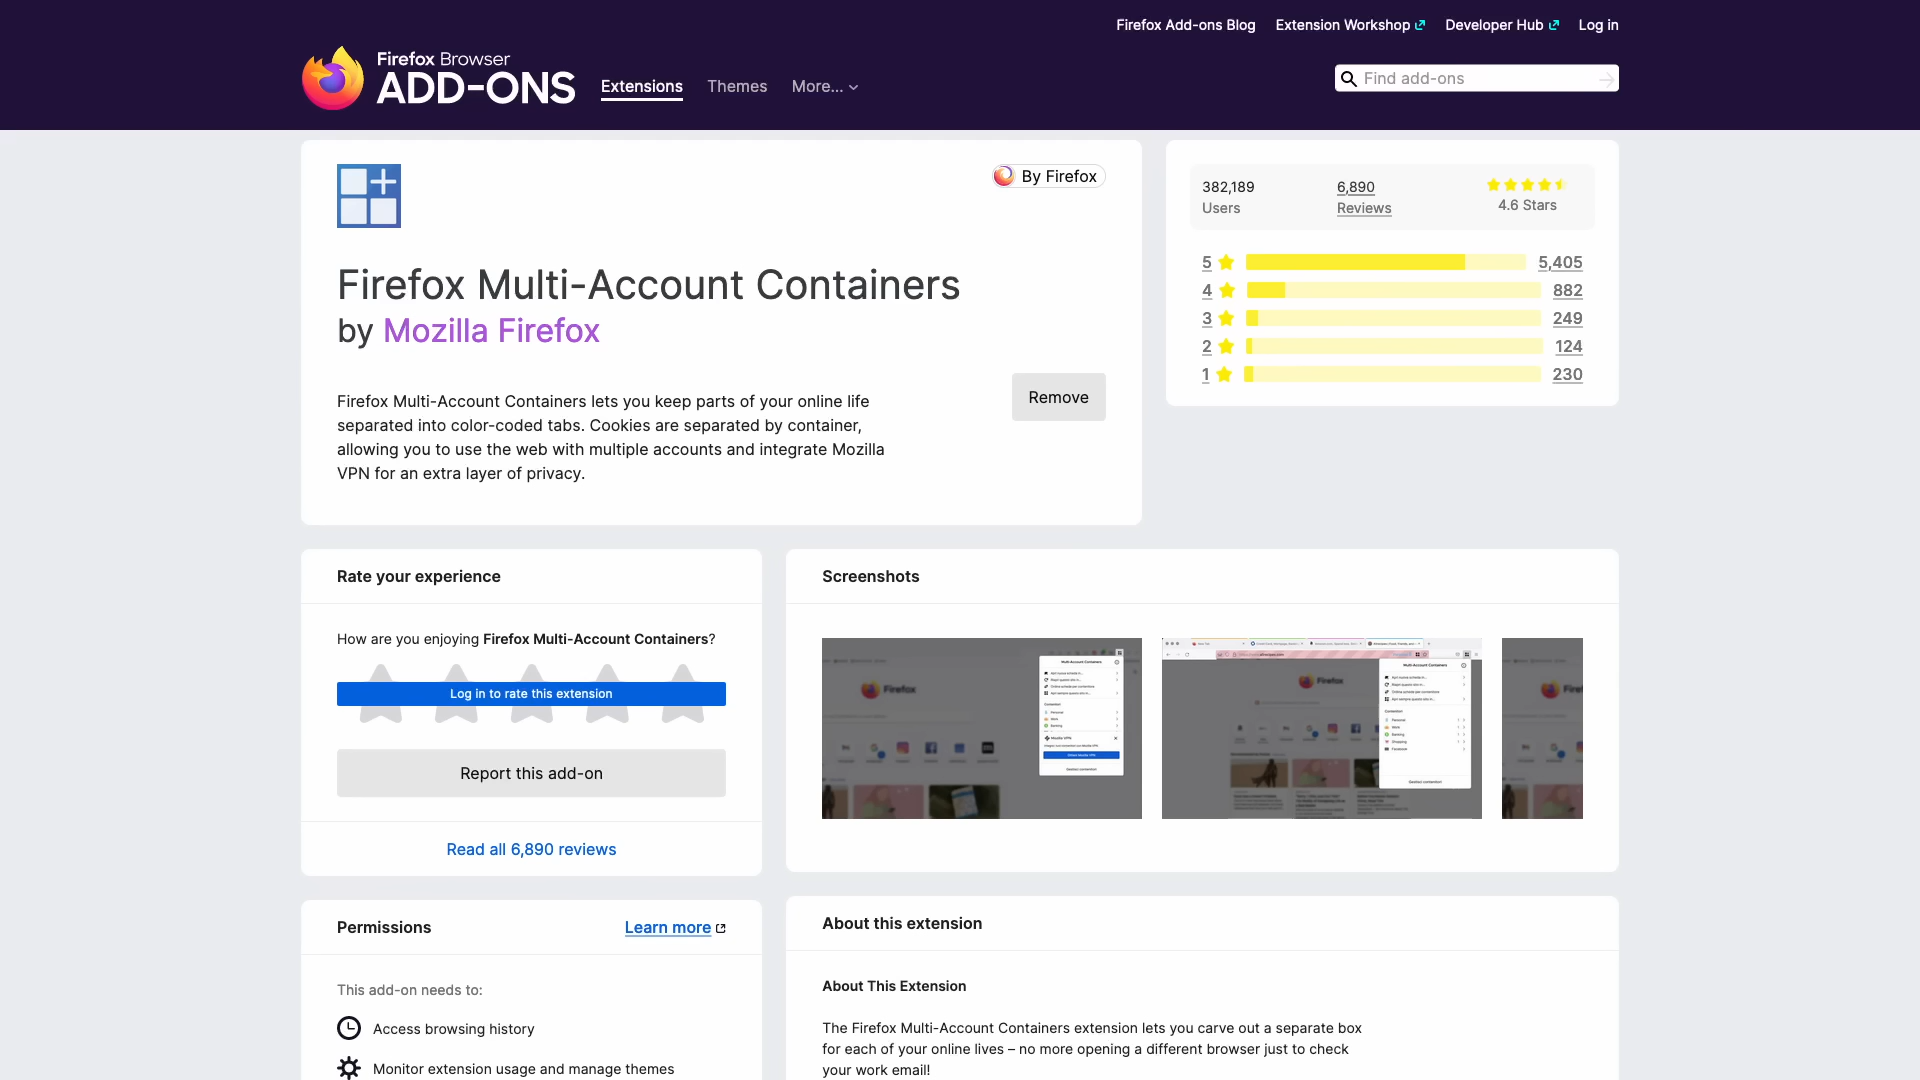 Firefox Add-ons Blog
Extension Workshop
Developer Hub
Log in
Firefox Browser
ADD-ONS
Extensions
Themes
More...
Find add-ons
By Firefox
Firefox Multi-Account Containers
by Mozilla Firefox
Firefox Multi-Account Containers lets you keep parts of your online life
separated into color-coded tabs. Cookies are separated by container,
allowing you to use the web with multiple accounts and integrate Mozilla
VPN for an extra layer of privacy.
Remove
382,189
Users
6,890
Reviews
4.6 Stars
5 5,405
4 882
3 249
2 124
1 230
Rate your experience
How are you enjoying Firefox Multi-Account Containers?
Log in to rate this extension
Report this add-on
Read all 6,890 reviews
Screenshots
Firefox
Multi-Account Containers
Firefox
Multi-Account Containers
Permissions
Learn more
This add-on needs to:
Access browsing history
Monitor extension usage and manage themes
About this extension
About This Extension
The Firefox Multi-Account Containers extension lets you carve out a separate box
for each of your online lives – no more opening a different browser just to check
your work email!